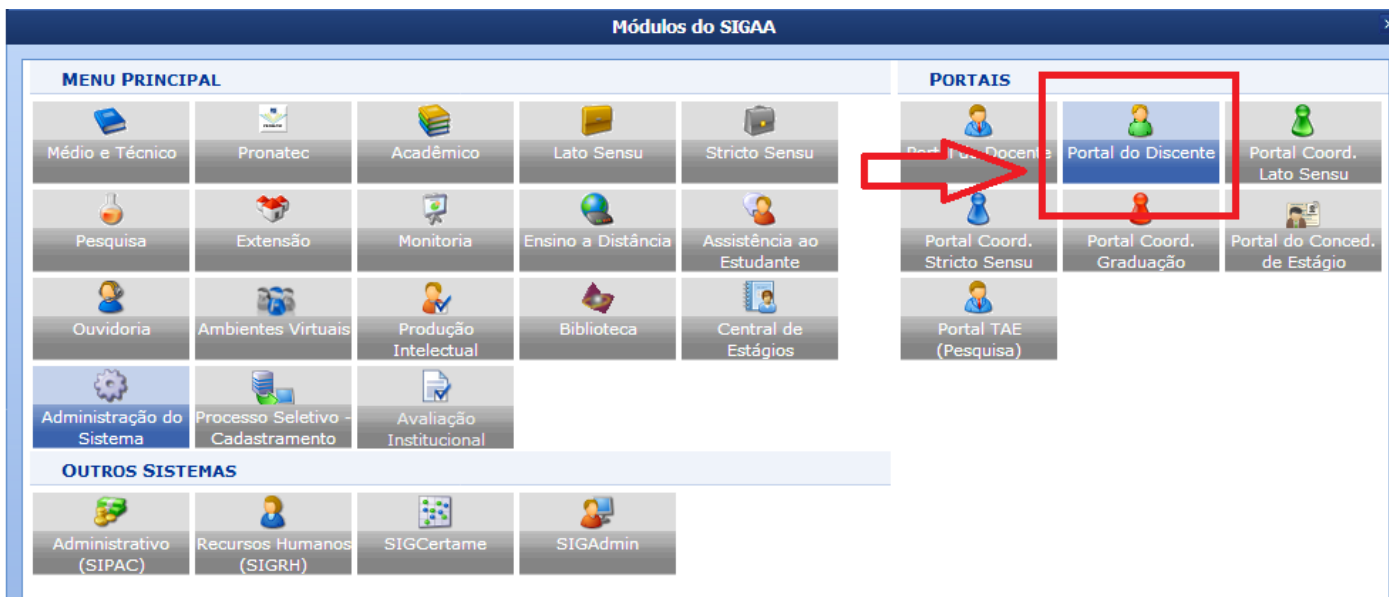 Módulos do SIGAA
MENU PRINCIPAL
Médio e Técnico
Pronatec
Acadêmico
Lato Sensu
Stricto Sensu
Pesquisa
Extensão
Monitoria
Ensino a Distância
Assistência ao
Estudante
Ouvidoria
Ambientes Virtuais
Produção
Intelectual
Biblioteca
Central de
Estágios
Administração do
Sistema
Processo Seletivo -
Cadastramento
Avaliação
Institucional
OUTROS SISTEMAS
Administrativo
(SIPAC)
Recursos Humanos
(SIGRH)
SIGCertame
SIGAdmin
PORTAIS
Portal do Docente
Portal do Discente
Portal Coord.
Lato Sensu
Portal Coord.
Stricto Sensu
Portal Coord.
Graduação
Portal do Conced.
de Estágio
Portal TAE
(Pesquisa)